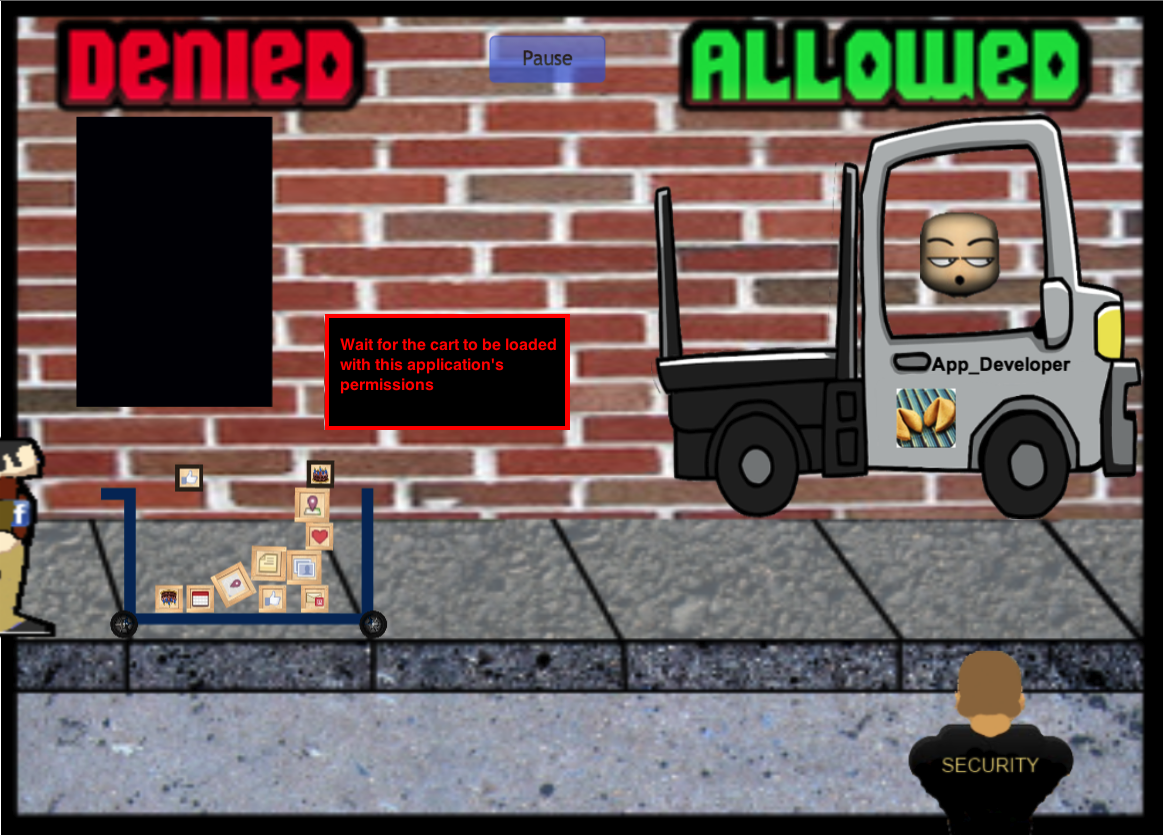 DENIED
Pause
ALLOWED
Wait for the cart to be loaded
with this application's
permissions
App_Developer
f
SECURITY